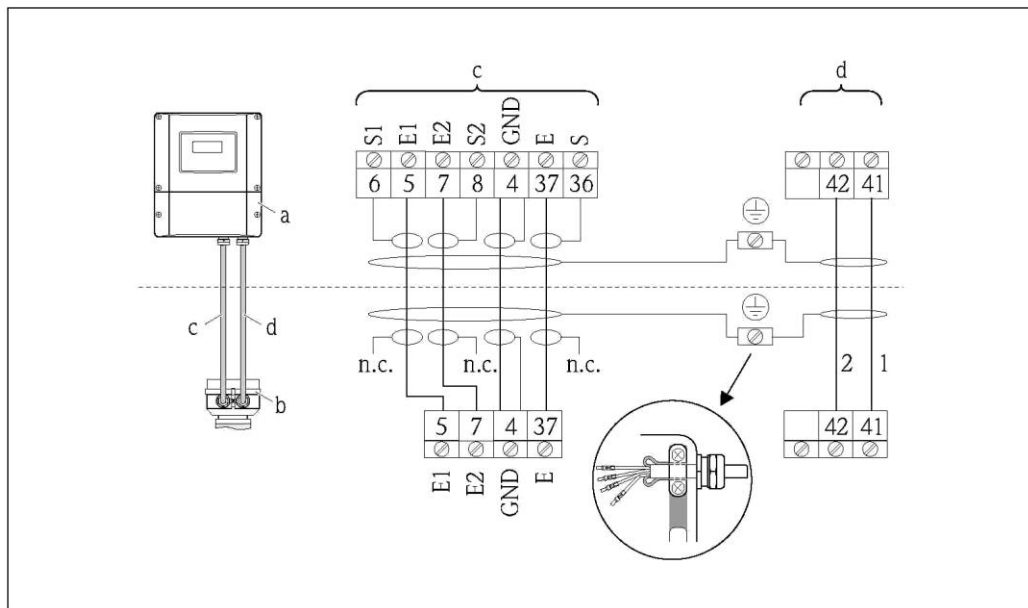 c
d
S1 E1 E2 S2 GND E S
6 5 7 8 4 37 36
42 41
a
c d
n.c. n.c. n.c.
2 1
b
5 7 4 37
42 41
E1 E2 GND E